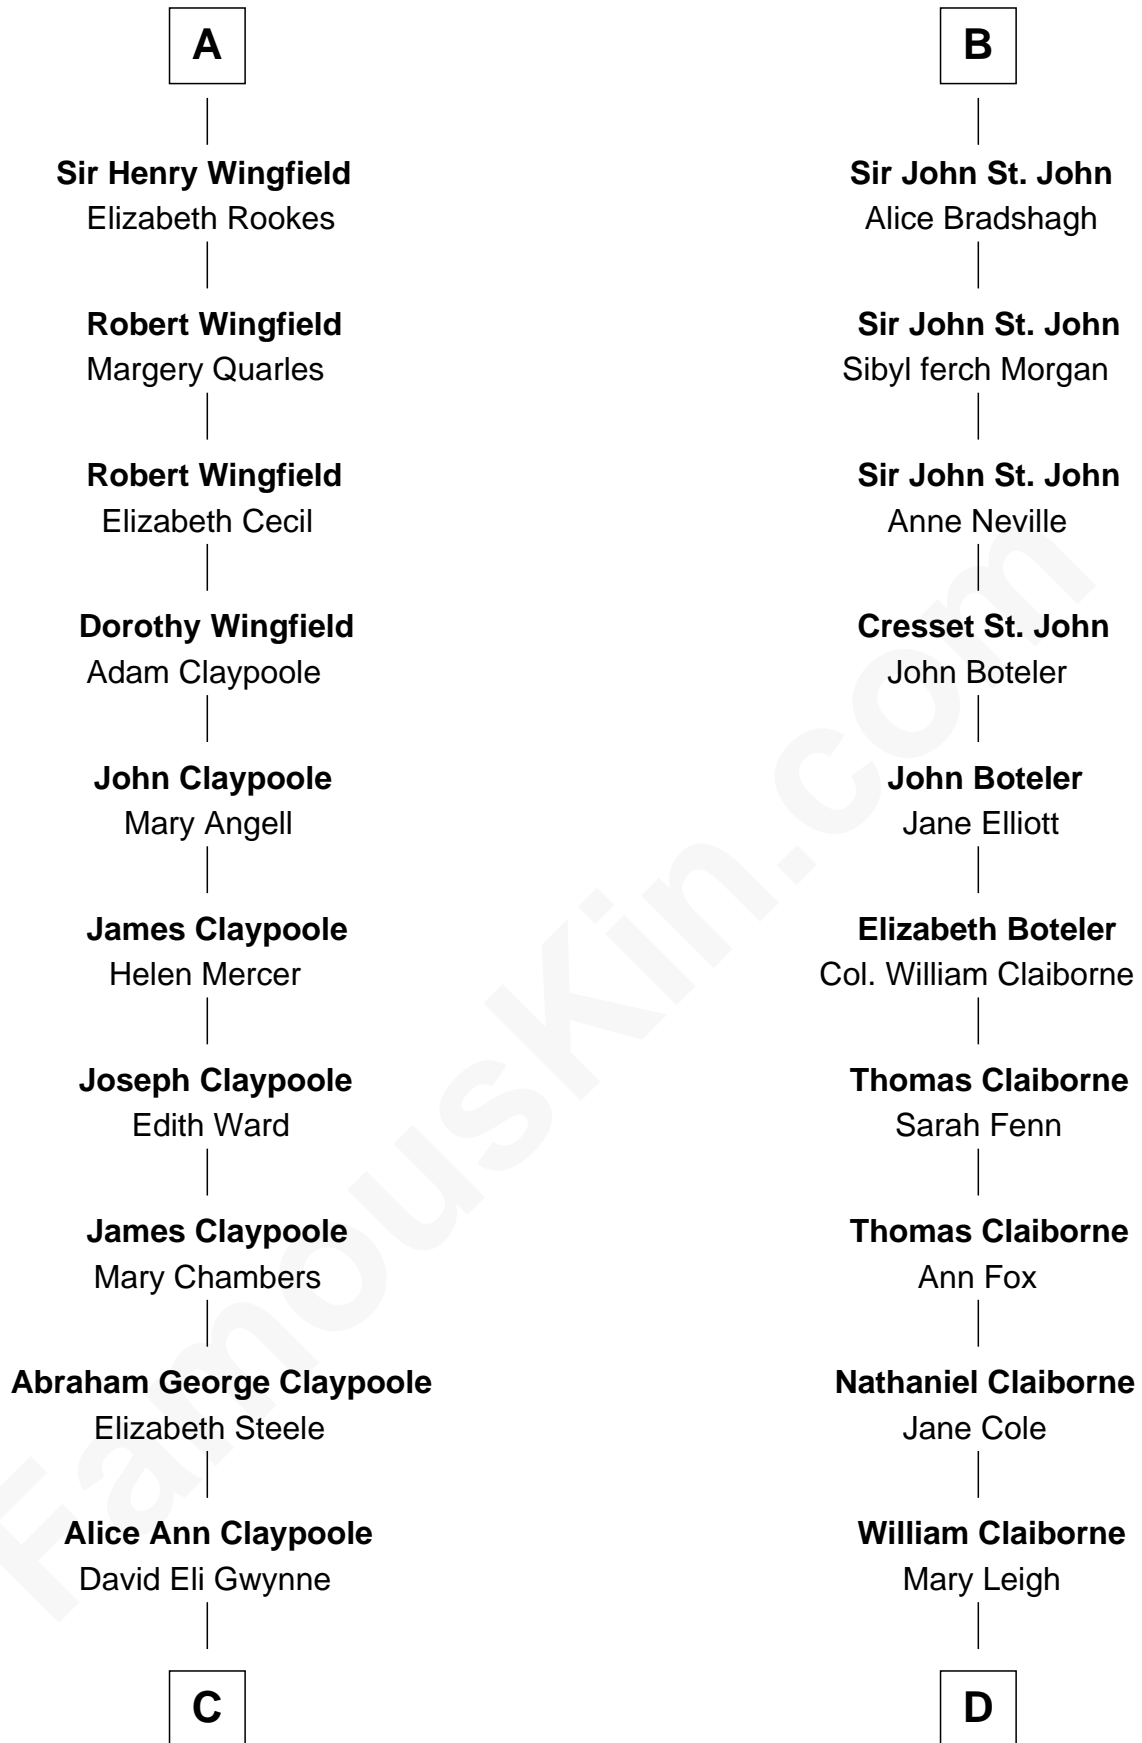 A
Sir Henry Wingfield
Elizabeth Rookes
Robert Wingfield
Margery Quarles
Robert Wingfield
Elizabeth Cecil
Dorothy Wingfield
Adam Claypoole
John Claypoole
Mary Angell
James Claypoole
Helen Mercer
Joseph Claypoole
Edith Ward
James Claypoole
Mary Chambers
Abraham George Claypoole
Elizabeth Steele
Alice Ann Claypoole
David Eli Gwynne
C
B
Sir John St. John
Alice Bradshagh
Sir John St. John
Sibyl ferch Morgan
Sir John St. John
Anne Neville
Cresset St. John
John Boteler
John Boteler
Jane Elliott
Elizabeth Boteler
Col. William Claiborne
Thomas Claiborne
Sarah Fenn
Thomas Claiborne
Ann Fox
Nathaniel Claiborne
Jane Cole
William Claiborne
Mary Leigh
D
FamousKin.com